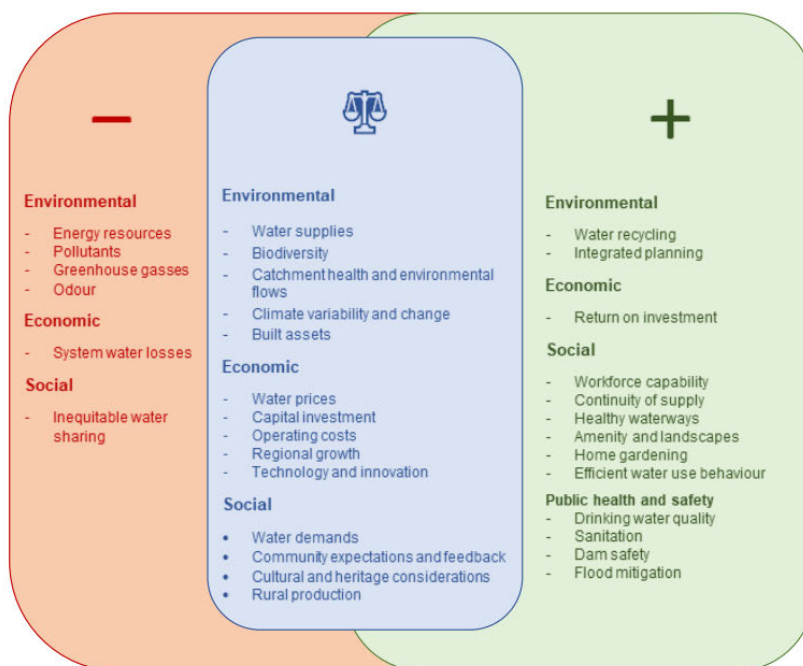 Environmental
- Energy resources
- Pollutants
- Greenhouse gasses
- Odour
Economic
- System water losses
Social
- Inequitable water
sharing
Environmental
- Water supplies
- Biodiversity
- Catchment health and environmental
flows
- Climate variability and change
- Built assets
Economic
- Water prices
- Capital investment
- Operating costs
- Regional growth
- Technology and innovation
Social
• Water demands
• Community expectations and feedback
• Cultural and heritage considerations
• Rural production
Environmental
- Water recycling
- Integrated planning
Economic
- Return on investment
Social
- Workforce capability
- Continuity of supply
- Healthy waterways
- Amenity and landscapes
- Home gardening
- Efficient water use behaviour
Public health and safety
- Drinking water quality
- Sanitation
- Dam safety
- Flood mitigation